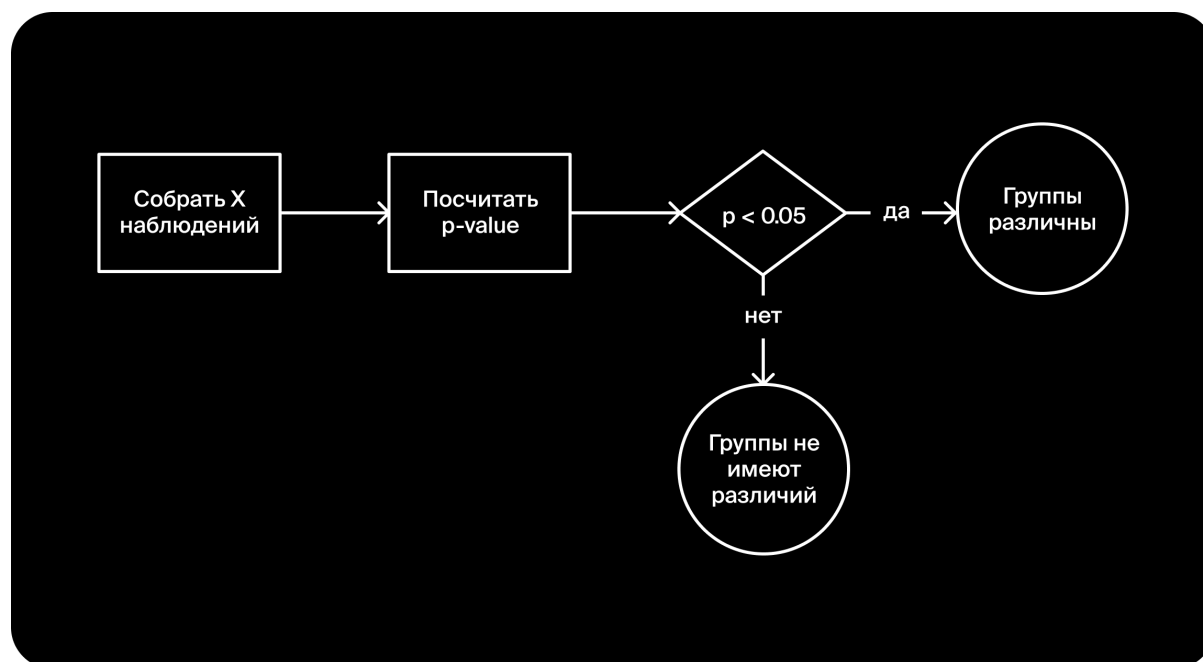 Собрать X
наблюдений
Посчитать
p-value
p < 0.05
да
Группы
различны
нет
Группы не
имеют
различий